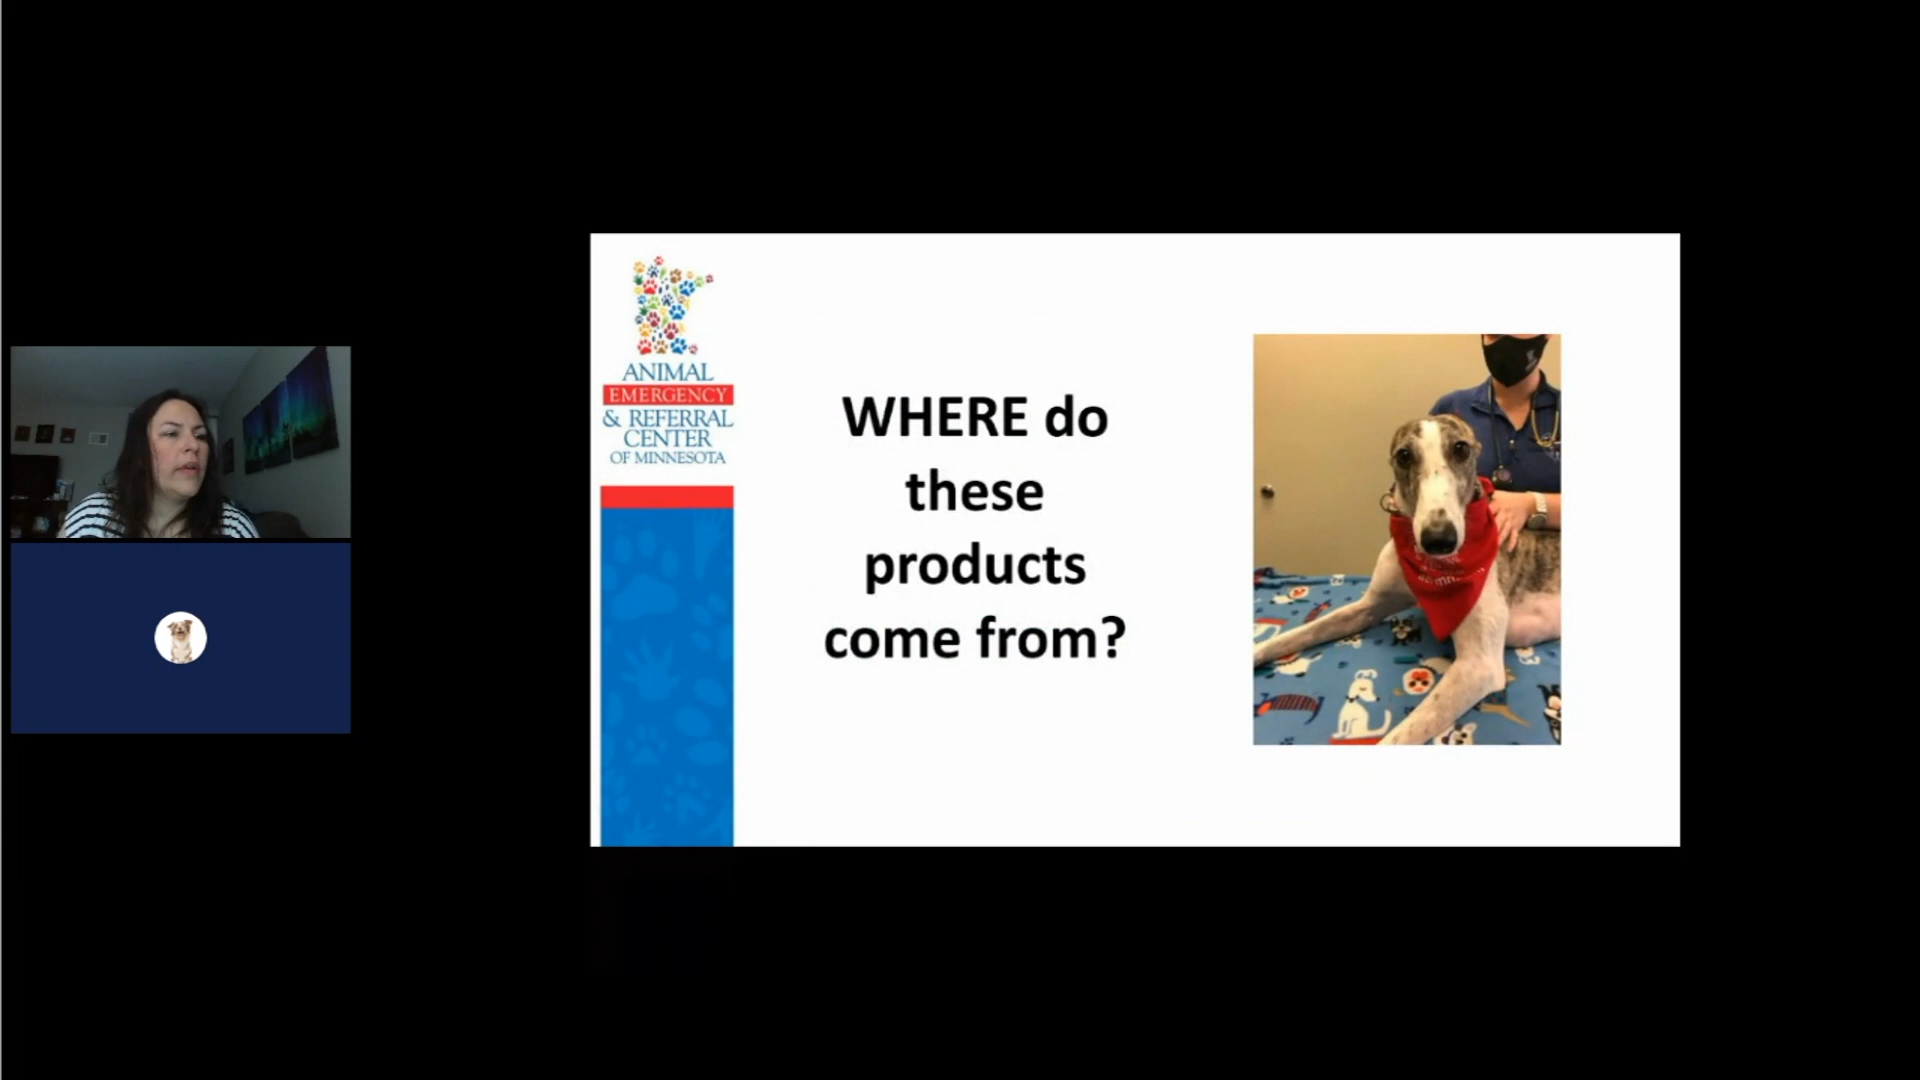 ANIMAL
EMERGENCY
& REFERRAL
CENTER
OF MINNESOTA
WHERE do
these
products
come from?